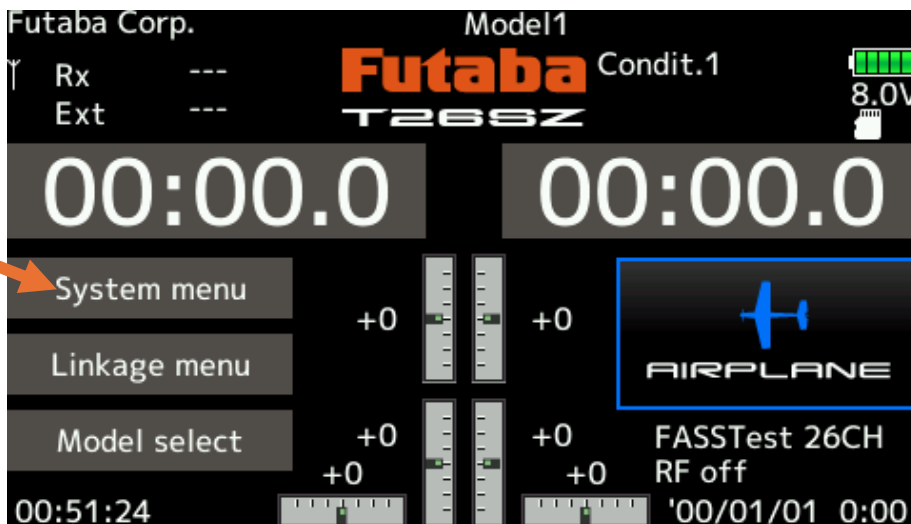 Futaba Corp.
Model1
Rx ---
Ext ---
Futaba
T26SZ
Condit.1
8.0V
00:00.0
00:00.0
System menu
+0
+0
Linkage menu
AIRPLANE
Model select
+0
+0
FASSTest 26CH
+0
+0
RF off
00:51:24
'00/01/01 0:00